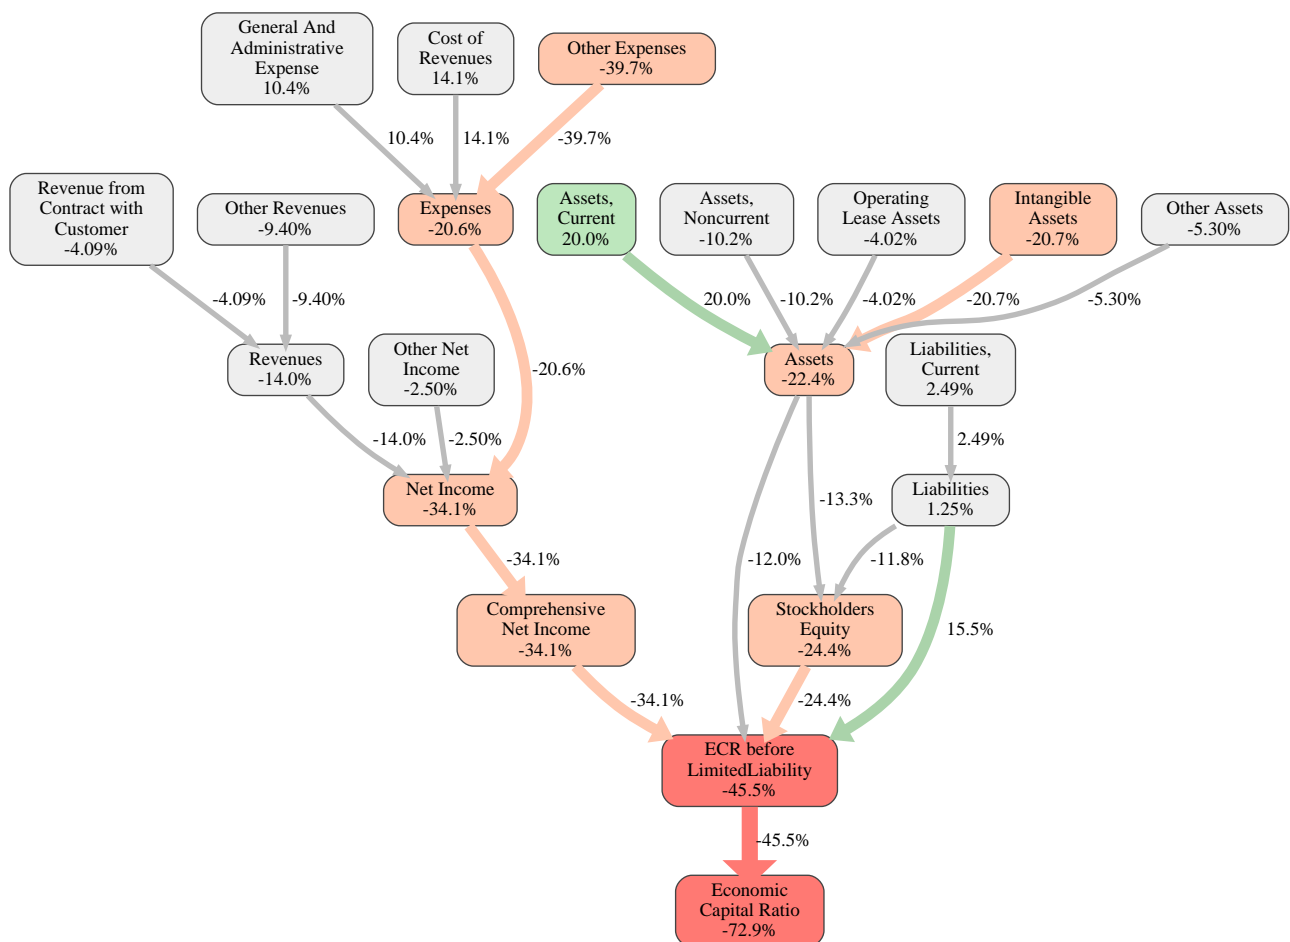 General And
Administrative
Expense
10.4%
Cost of
Revenues
14.1%
Other Expenses
-39.7%
10.4%
14.1%
-39.7%
Revenue from
Contract with
Customer
-4.09%
Other Revenues
-9.40%
Expenses
-20.6%
Assets,
Current
20.0%
Assets,
Noncurrent
-10.2%
Operating
Lease Assets
-4.02%
Intangible
Assets
-20.7%
Other Assets
-5.30%
-4.09%
-9.40%
20.0%
-10.2%
-4.02%
-20.7%
-5.30%
Revenues
-14.0%
Other Net
Income
-2.50%
-20.6%
Assets
-22.4%
Liabilities,
Current
2.49%
-14.0%
-2.50%
2.49%
Net Income
-34.1%
-13.3%
Liabilities
1.25%
-34.1%
-12.0%
-11.8%
Comprehensive
Net Income
-34.1%
Stockholders
Equity
-24.4%
15.5%
-34.1%
-24.4%
ECR before
LimitedLiability
-45.5%
-45.5%
Economic
Capital Ratio
-72.9%